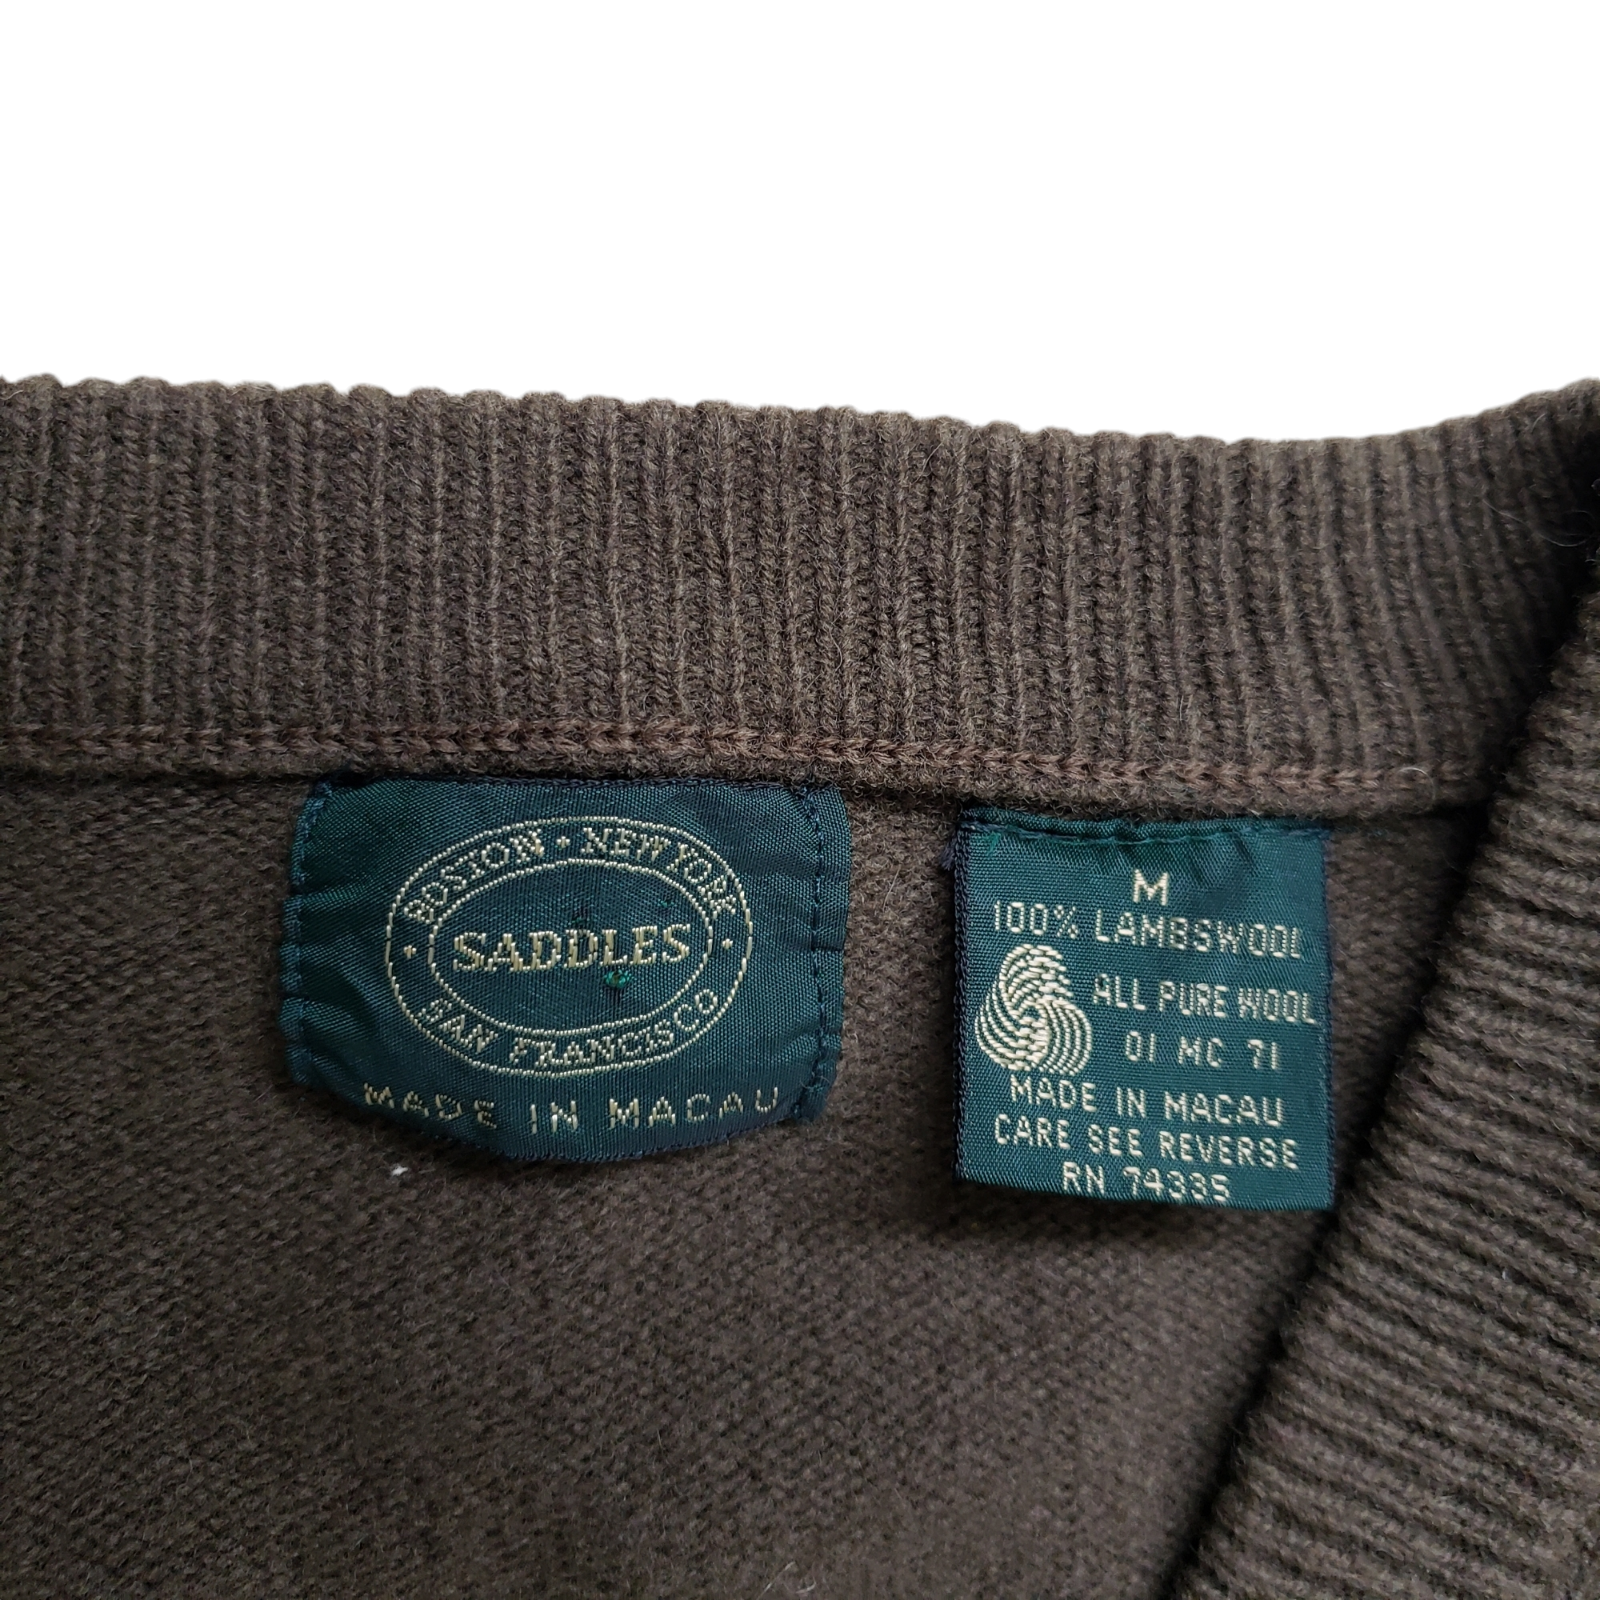 BOSTON • NEW YORK
SADDLES
• SAN FRANCISCO •
MADE IN MACAU
M
100% LAMBSWOOL
ALL PURE WOOL
01 MC 71
MADE IN MACAU
CARE SEE REVERSE
RN 74335